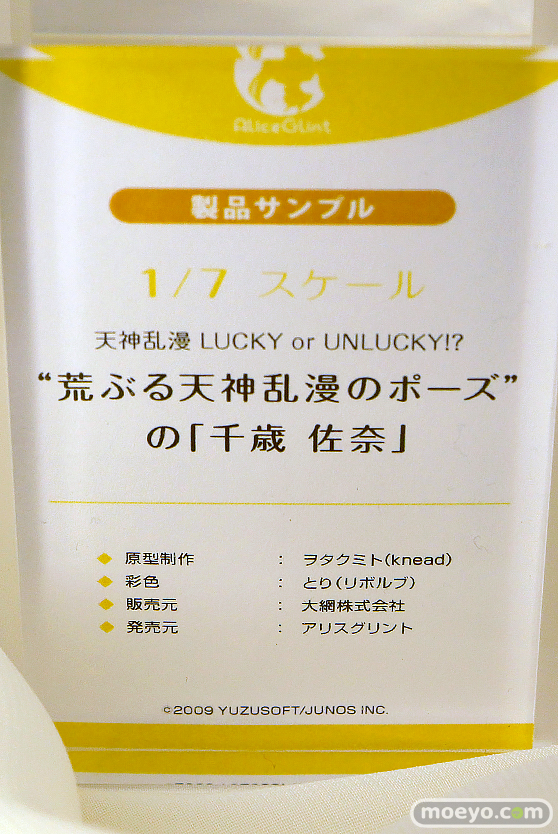 AliceGlint
製品サンプル
1/7 スケール
天神乱漫 LUCKY or UNLUCKY!?
“荒ぶる天神乱漫のポーズ”
の「千歳 佐奈」
◆ 原型制作 : ヲタクミト(knead)
◆ 彩色 : とり(リボルブ)
◆ 販売元 : 大網株式会社
◆ 発売元 : アリスグリント
©2009 YUZUSOFT/JUNOS INC.
moeyo.com